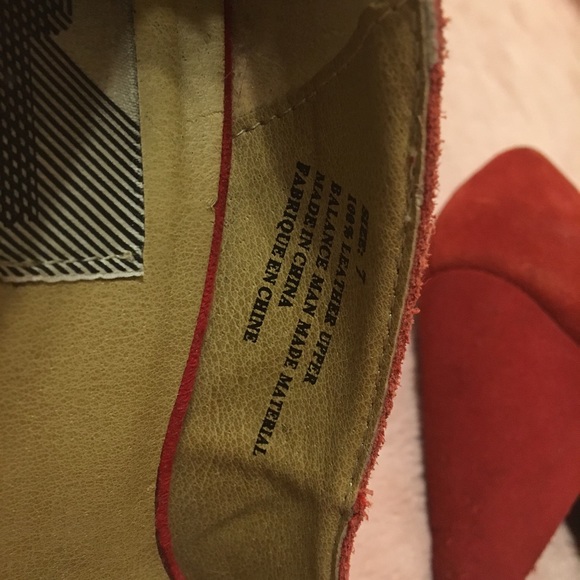 SIZE: 7
100% LEATHER UPPER
BALANCE MAN MADE MATERIAL
MADE IN CHINA
FABRIQUE EN CHINE